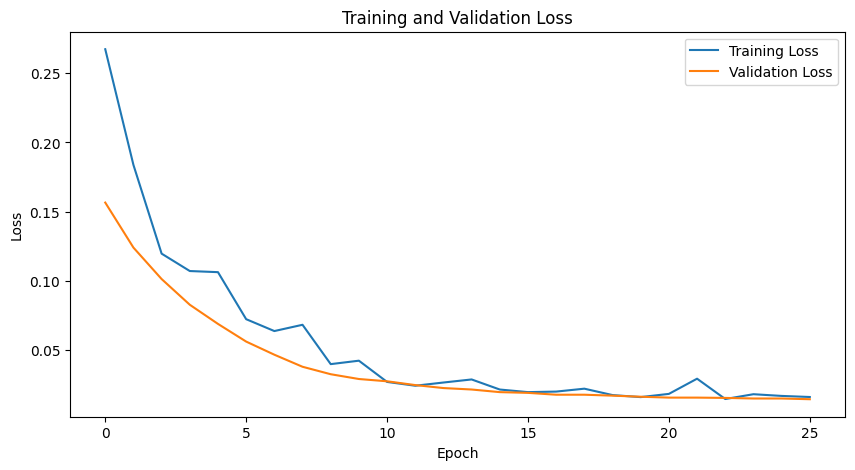 Training and Validation Loss
Training Loss
Validation Loss
0.25
0.20
0.15
0.10
0.05
Loss
0
5
10
15
20
25
Epoch